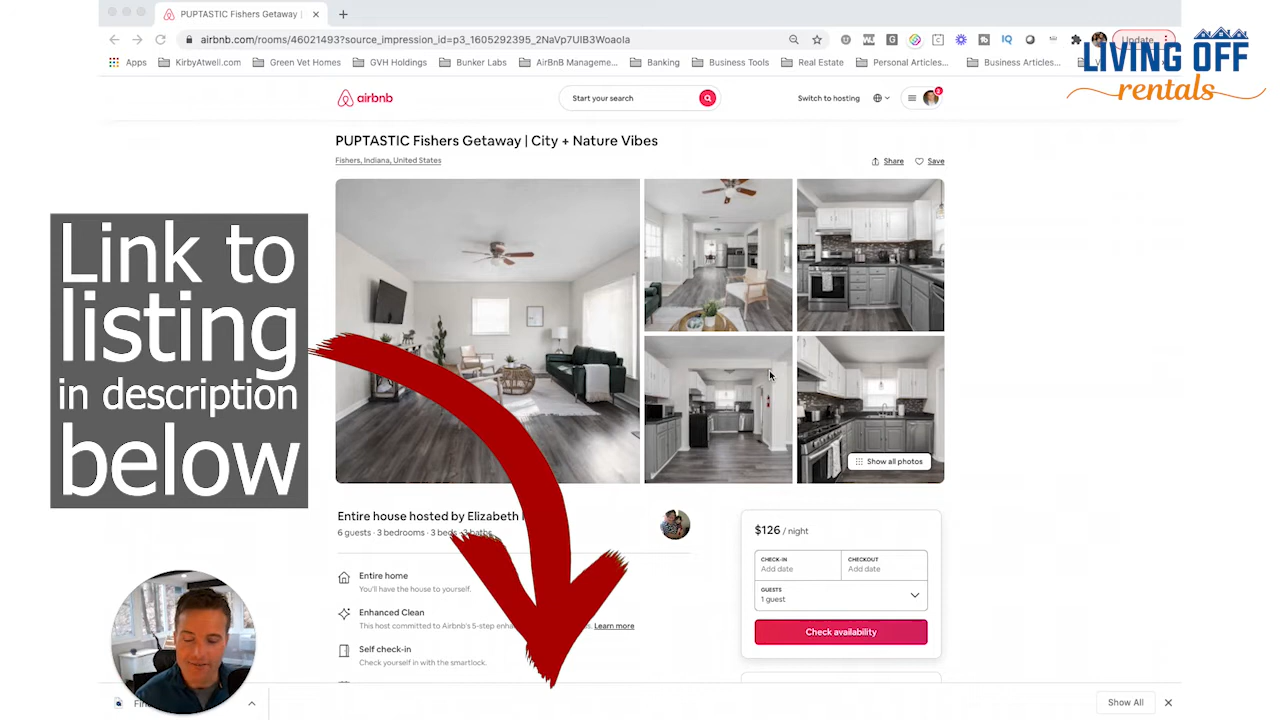 PUPTASTIC Fishers Getaway |
airbnb.com/rooms/46021493?source_impression_id=p3_1605292395_2NaVp7UIB3WoaoIa
Update
Apps KirbyAtwell.com Green Vet Homes GVH Holdings Bunker Labs AirBnB Manageme... Banking Business Tools Real Estate Personal Articles... Business Articles...
LIVING OFF
rentals
airbnb
Start your search
Switch to hosting
PUPTASTIC Fishers Getaway | City + Nature Vibes
Fishers, Indiana, United States
Share Save
Link to
listing
in description
below
Show all photos
Entire house hosted by Elizabeth
6 guests · 3 bedrooms · 3 beds · 3 baths
$126 / night
CHECK-IN
Add date
CHECKOUT
Add date
GUESTS
1 guest
Check availability
Entire home
You'll have the house to yourself.
Enhanced Clean
This host committed to Airbnb's 5-step Learn more
Self check-in
Check yourself in with the smartlock.
Show All